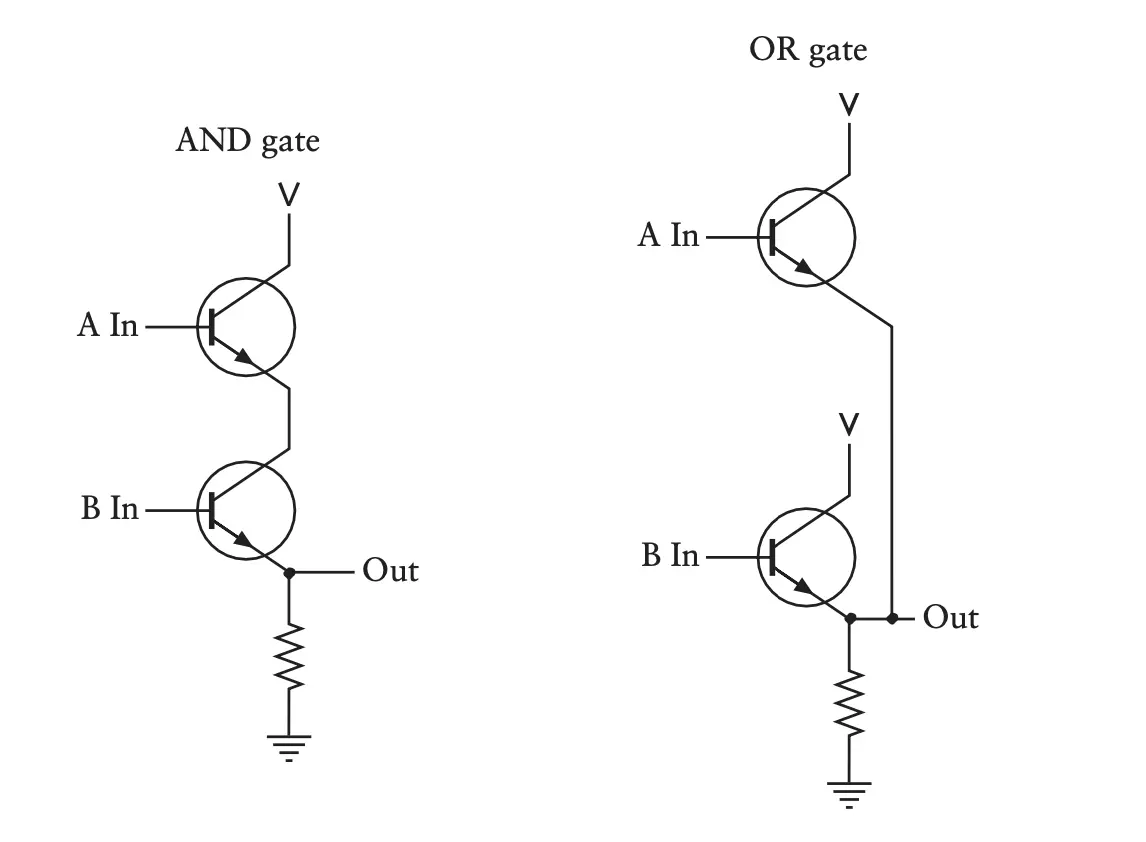 AND gate
V
A In
B In
Out
OR gate
V
A In
V
B In
Out